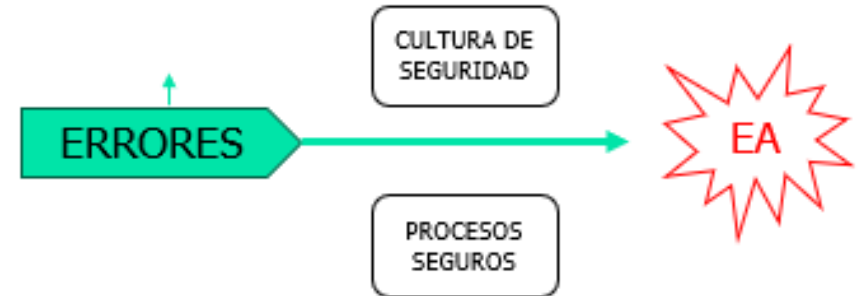 CULTURA DE
SEGURIDAD
ERRORES
EA
PROCESOS
SEGUROS